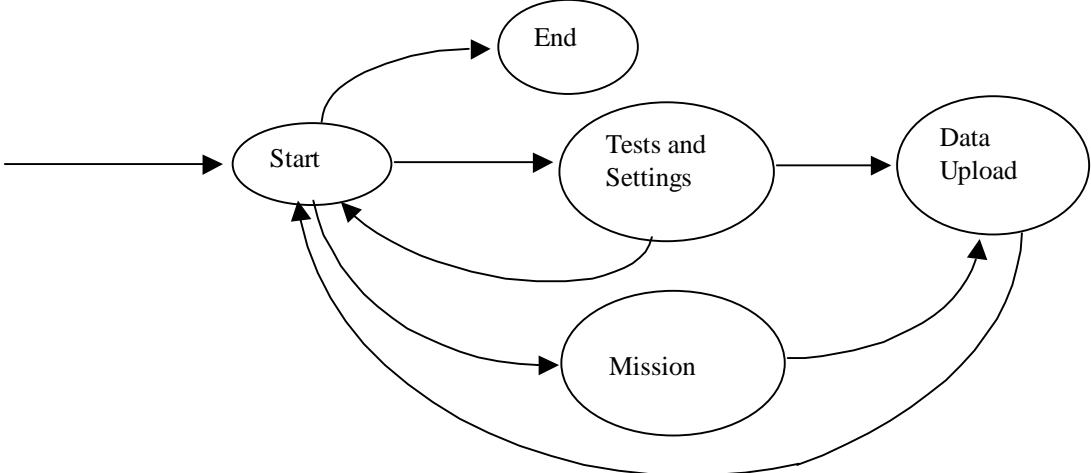 End
Start
Tests and
Settings
Data
Upload
Mission